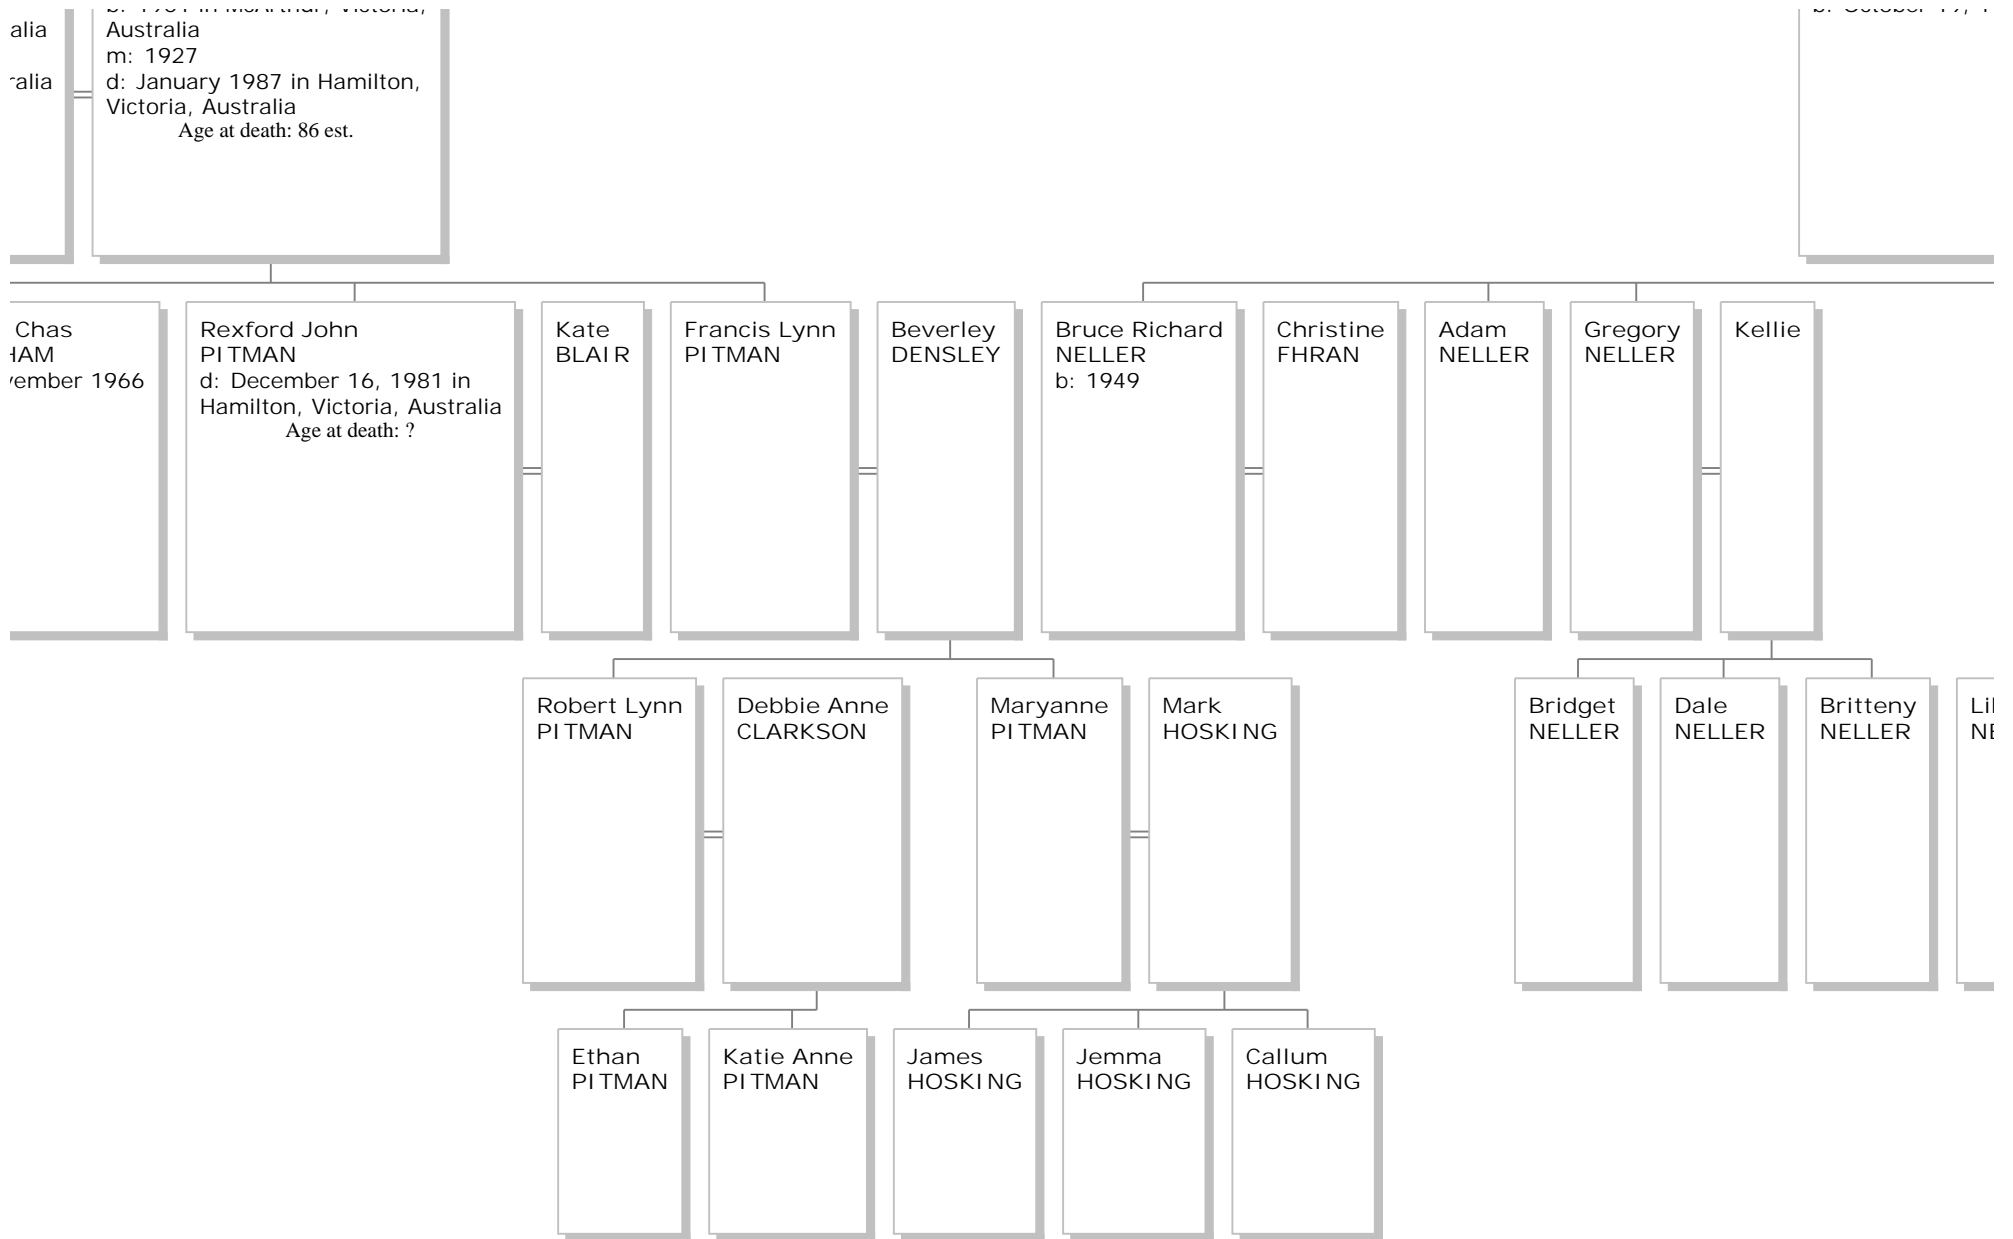 alia
ralia
Australia
m: 1927
d: January 1987 in Hamilton,
Victoria, Australia
Age at death: 86 est.
Chas
HAM
vember 1966
Rexford John
PITMAN
d: December 16, 1981 in
Hamilton, Victoria, Australia
Age at death: ?
Kate
BLAIR
Francis Lynn
PITMAN
Beverley
DENSLEY
Bruce Richard
NELLER
b: 1949
Christine
FHRAN
Adam
NELLER
Gregory
NELLER
Kellie
Robert Lynn
PITMAN
Debbie Anne
CLARKSON
Maryanne
PITMAN
Mark
HOSKING
Bridget
NELLER
Dale
NELLER
Britteny
NELLER
Ethan
PITMAN
Katie Anne
PITMAN
James
HOSKING
Jemma
HOSKING
Callum
HOSKING